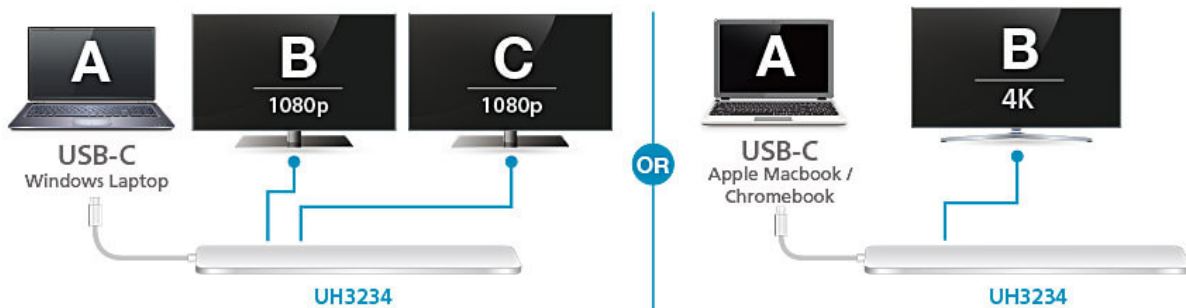 A
B
1080p
C
1080p
USB-C
Windows Laptop
UH3234
OR
A
B
4K
USB-C
Apple Macbook /
Chromebook
UH3234